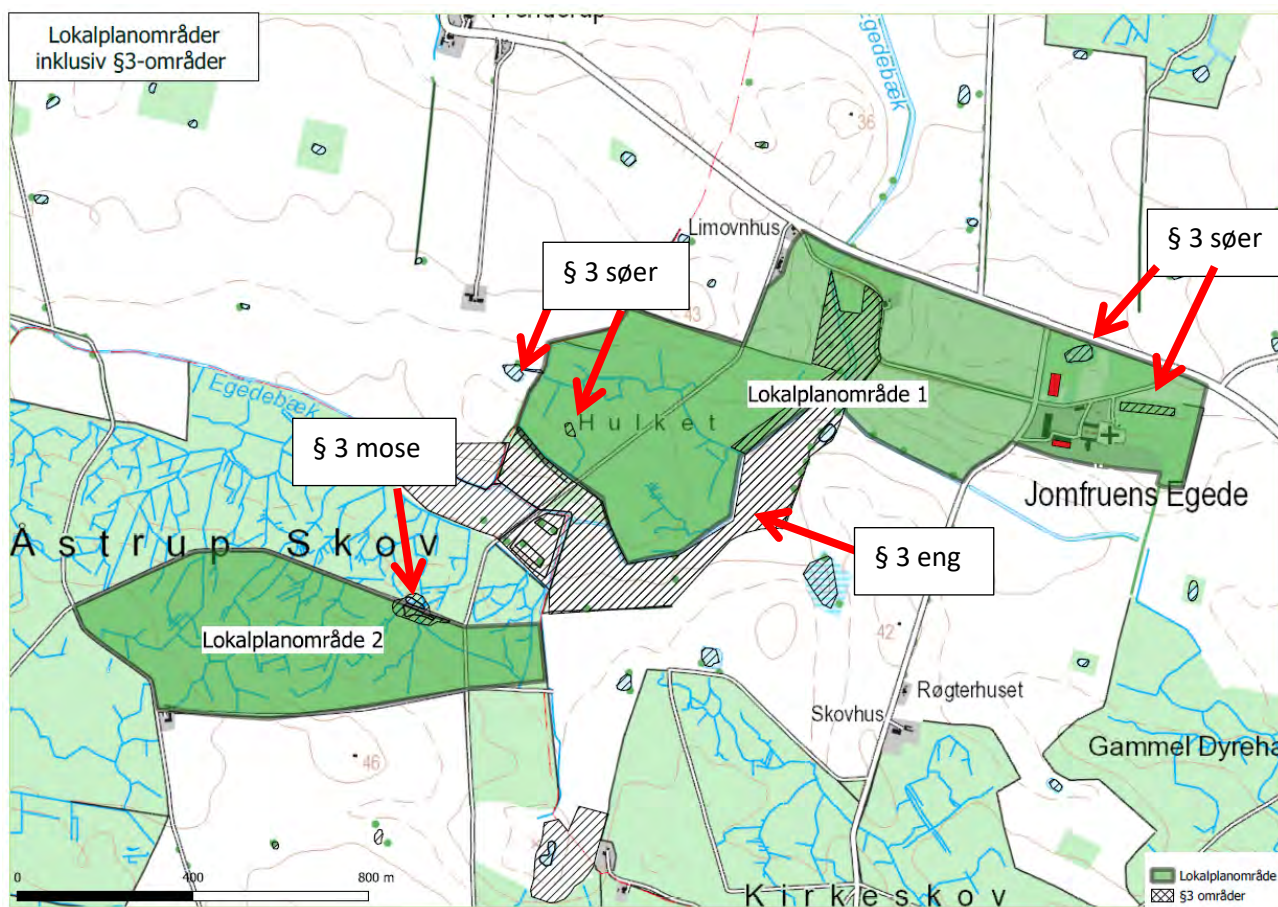 Lokalplanområder
inklusiv §3-områder
Egedebæk
36
Limovnhus
§ 3 søer
§ 3 søer
43
Egedebæk
Lokalplanområde 1
Hulket
§ 3 mose
Jomfruens Egede
Åstrup Skov
§ 3 eng
Lokalplanområde 2
42
Røgterhuset
Skovhus
Gammel Dyreha
46
0
400
800 m
Kirkeskov
Lokalplanområde
§3 områder